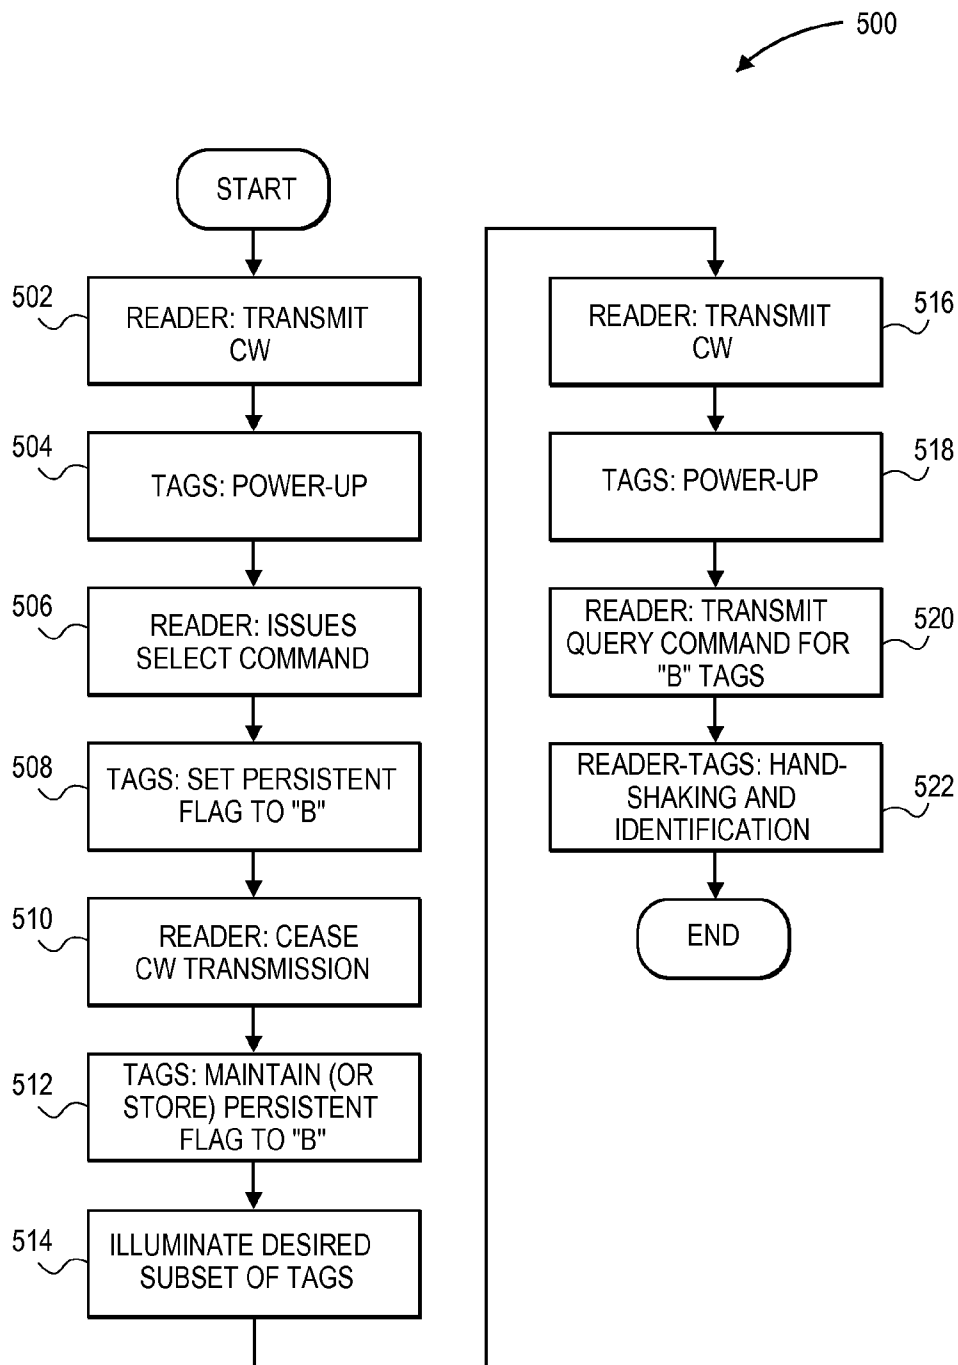 500
START
502
READER: TRANSMIT
CW
504
TAGS: POWER-UP
506
READER: ISSUES
SELECT COMMAND
508
TAGS: SET PERSISTENT
FLAG TO "B"
510
READER: CEASE
CW TRANSMISSION
512
TAGS: MAINTAIN (OR
STORE) PERSISTENT
FLAG TO "B"
514
ILLUMINATE DESIRED
SUBSET OF TAGS
516
READER: TRANSMIT
CW
518
TAGS: POWER-UP
520
READER: TRANSMIT
QUERY COMMAND FOR
"B" TAGS
522
READER-TAGS: HAND-
SHAKING AND
IDENTIFICATION
END